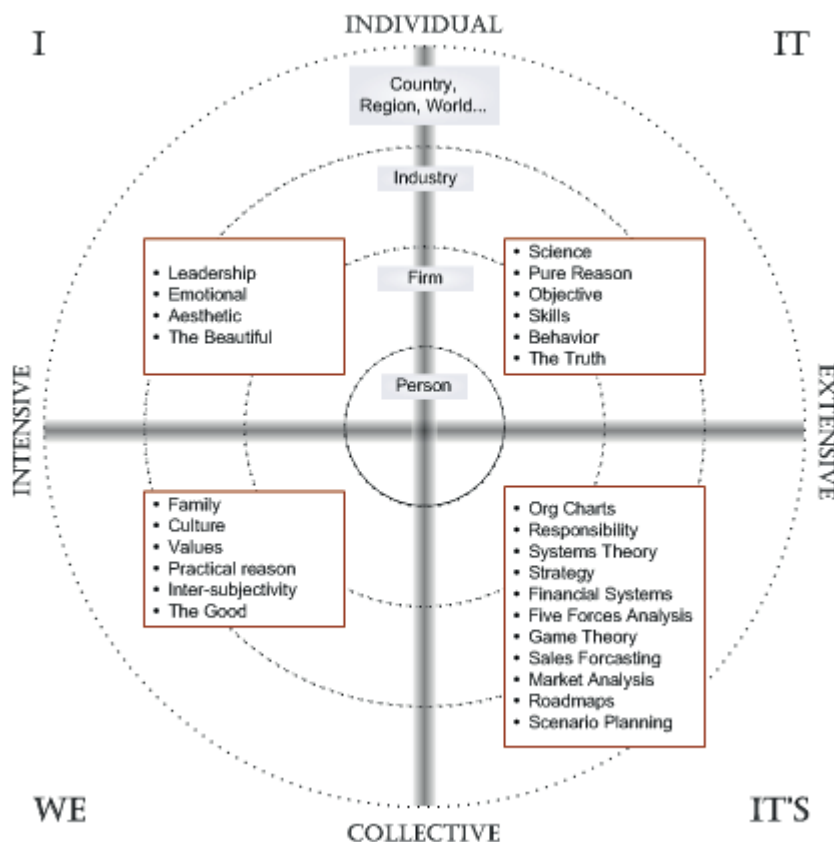 I
INDIVIDUAL
IT
Country,
Region, World...
Industry
Firm
Person
• Leadership
• Emotional
• Aesthetic
• The Beautiful
• Science
• Pure Reason
• Objective
• Skills
• Behavior
• The Truth
INTENSIVE
EXTENSIVE
• Family
• Culture
• Values
• Practical reason
• Inter-subjectivity
• The Good
• Org Charts
• Responsibility
• Systems Theory
• Strategy
• Financial Systems
• Five Forces Analysis
• Game Theory
• Sales Forcasting
• Market Analysis
• Roadmaps
• Scenario Planning
WE
COLLECTIVE
IT'S